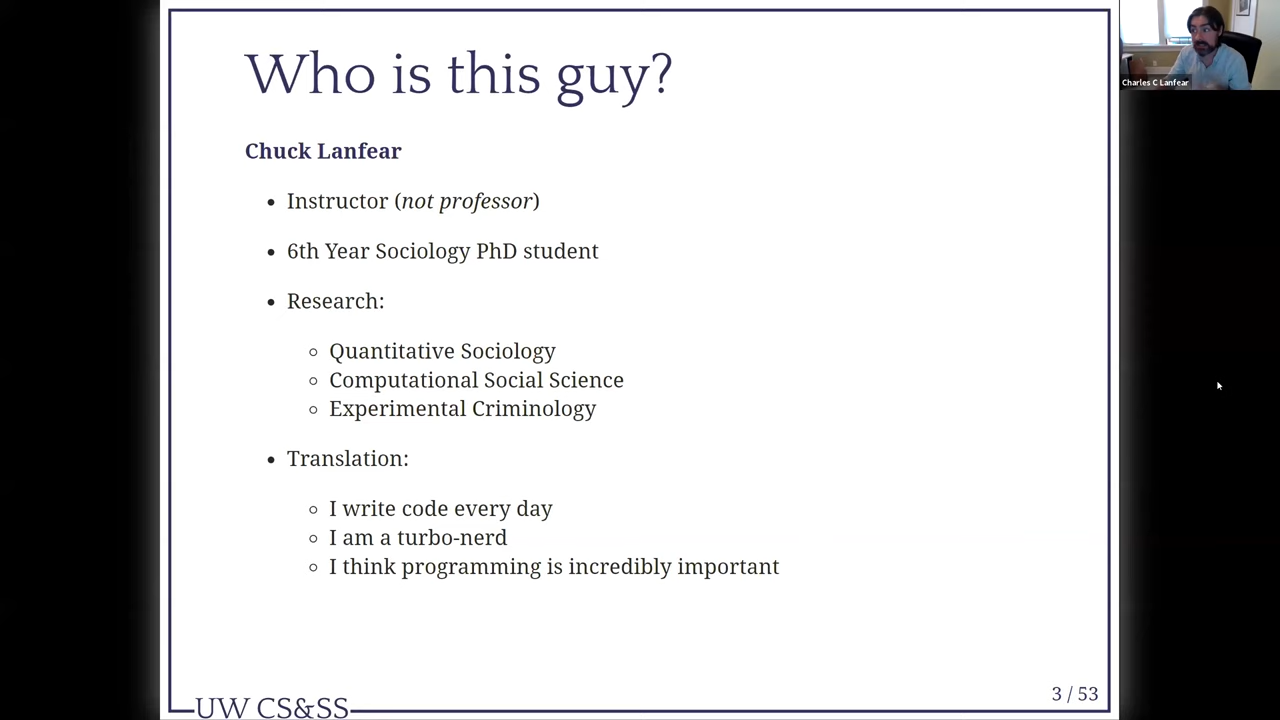 Who is this guy?
Charles C Lanfear
Chuck Lanfear
Instructor (not professor)
6th Year Sociology PhD student
Research:
Quantitative Sociology
Computational Social Science
Experimental Criminology
Translation:
I write code every day
I am a turbo-nerd
I think programming is incredibly important
3 / 53
UW CS&SS